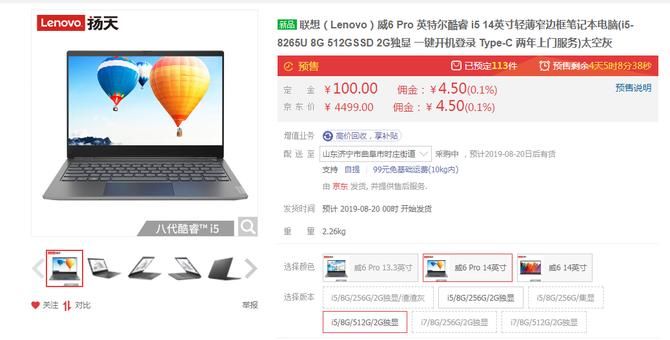 Lenovo 扬天
八代酷睿™ i5
关注 对比 举报
新品 联想（Lenovo）威6 Pro 英特尔酷睿 i5 14英寸轻薄窄边框笔记本电脑(i5-
8265U 8G 512GSSD 2G独显 一键开机登录 Type-C 两年上门服务)太空灰
预售 已预定113件 预售剩余4天5时8分38秒
定 金 ￥100.00 佣金：￥4.50(0.1%) 预售说明
京 东 价 ￥4499.00 佣金：￥4.50(0.1%)
增值业务 高价回收，享补贴
配 送 至 山东济宁市曲阜市时庄街道 采购中 ，预计2019-08-20日后有货
支持 自提 99元免基础运费(10kg内)
由 京东 发货, 并提供售后服务.
发货时间 预计 2019-08-20 00时 开始发货
重 量 2.26kg
选择颜色 威6 Pro 13.3英寸 威6 Pro 14英寸 威6 14英寸
选择版本 i5/8G/256G/2G独显/渣渣灰 i5/8G/256G/2G独显 i5/8G/256G/集显
i5/8G/512G/2G独显 i7/8G/256G/2G独显 i7/8G/512G/2G独显